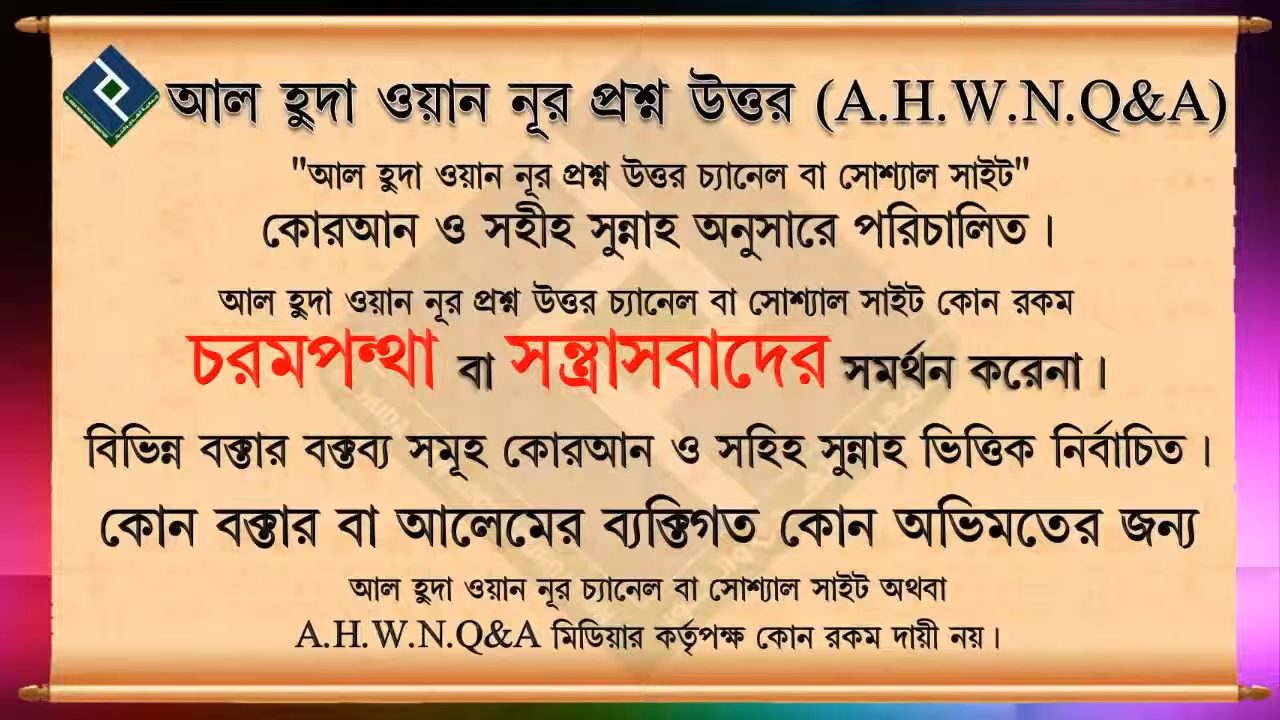 আল হুদা ওয়ান নূর প্রশ্ন উত্তর (A.H.W.N.Q&A)
"আল হুদা ওয়ান নূর প্রশ্ন উত্তর চ্যানেল বা সোশ্যাল সাইট"
কোরআন ও সহীহ সুন্নাহ অনুসারে পরিচালিত।
আল হুদা ওয়ান নূর প্রশ্ন উত্তর চ্যানেল বা সোশ্যাল সাইট কোন রকম
চরমপন্থা বা সন্ত্রাসবাদের সমর্থন করেনা।
বিভিন্ন বক্তার বক্তব্য সমূহ কোরআন ও সহিহ সুন্নাহ ভিত্তিক নির্বাচিত।
কোন বক্তার বা আলেমের ব্যক্তিগত কোন অভিমতের জন্য
আল হুদা ওয়ান নূর চ্যানেল বা সোশ্যাল সাইট অথবা
A.H.W.N.Q&A মিডিয়ার কর্তৃপক্ষ কোন রকম দায়ী নয়।